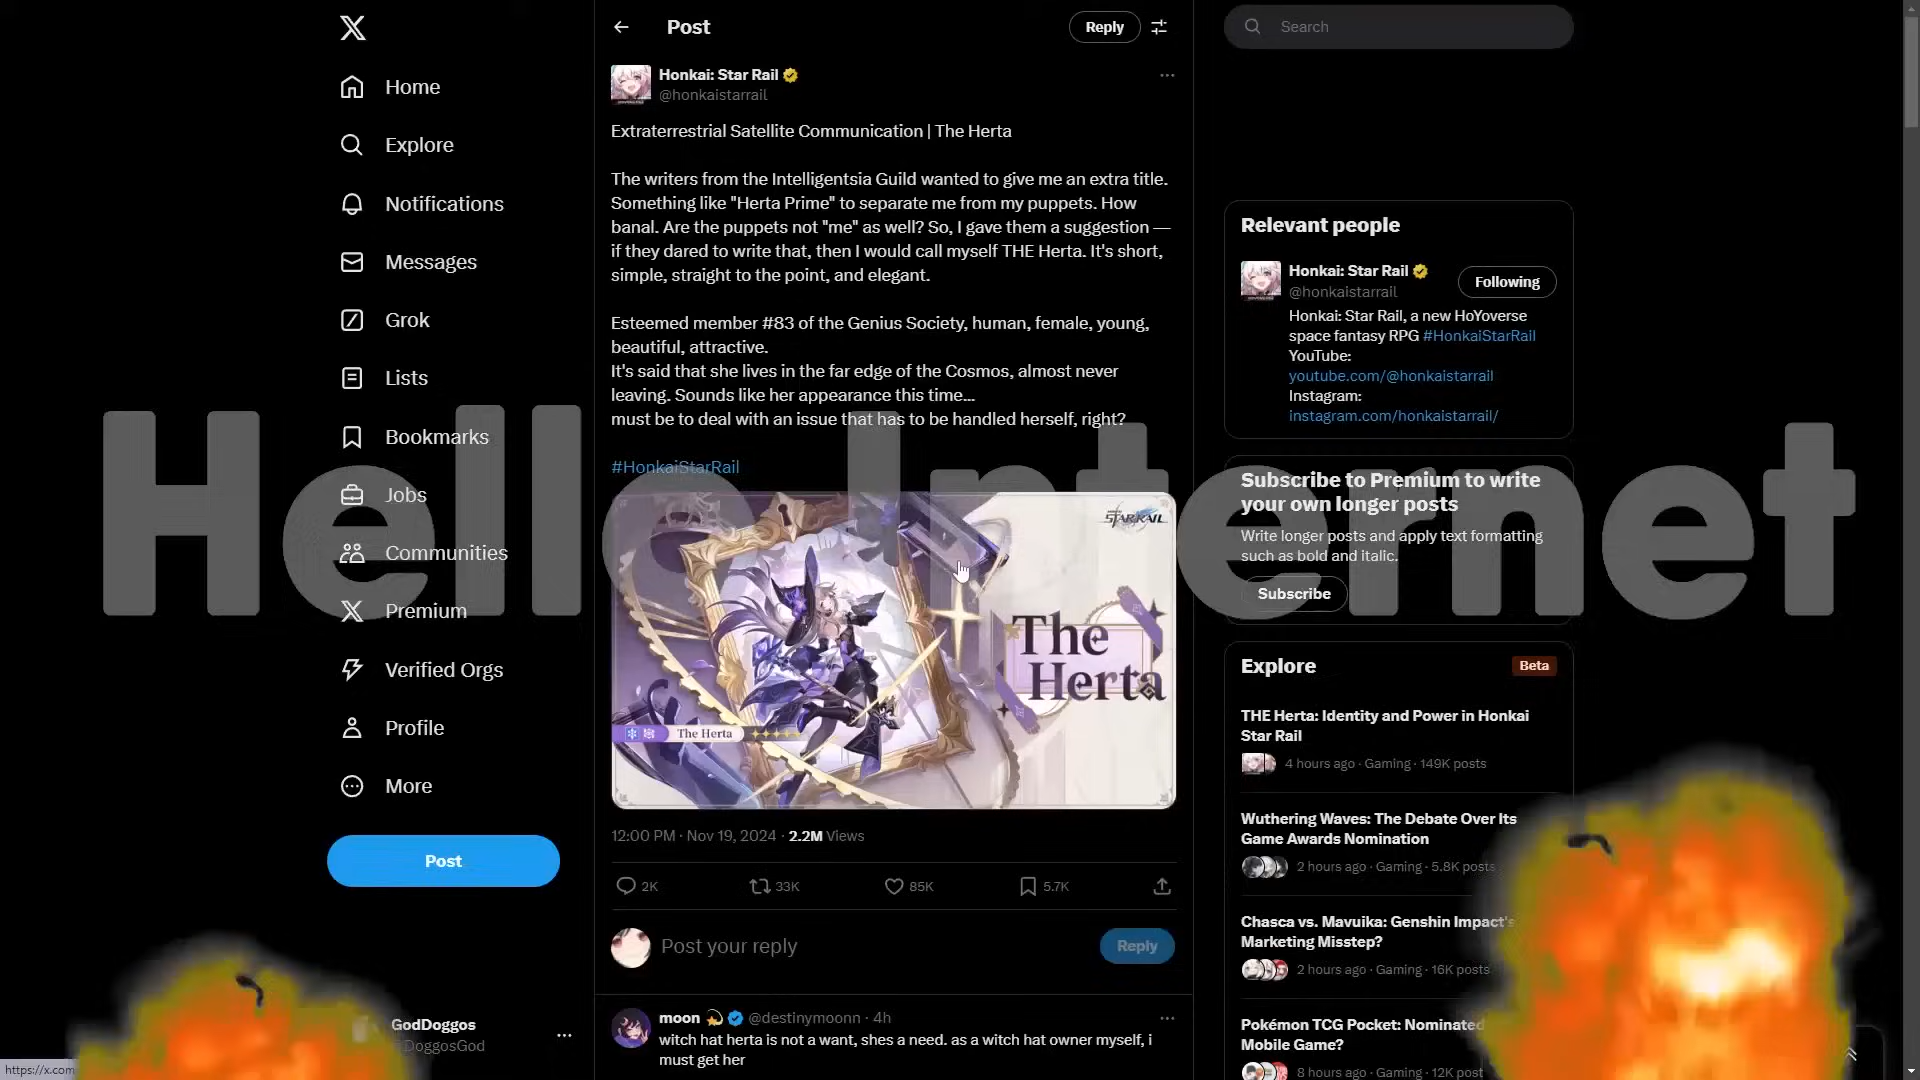 Home
Explore
Notifications
Messages
Grok
Lists
Bookmarks
Jobs
Communities
Premium
Verified Orgs
Profile
More
Post
GodDoggos
@DoggosGod
https://x.com
Hello Internet
Post
Reply
Honkai: Star Rail
@honkaistarrail
Extraterrestrial Satellite Communication | The Herta
The writers from the Intelligentsia Guild wanted to give me an extra title.
Something like "Herta Prime" to separate me from my puppets. How
banal. Are the puppets not "me" as well? So, I gave them a suggestion —
if they dared to write that, then I would call myself THE Herta. It's short,
simple, straight to the point, and elegant.
Esteemed member #83 of the Genius Society, human, female, young,
beautiful, attractive.
It's said that she lives in the far edge of the Cosmos, almost never
leaving. Sounds like her appearance this time...
must be to deal with an issue that has to be handled herself, right?
#HonkaiStarRail
STAR RAIL
The
Herta
The Herta
12:00 PM · Nov 19, 2024 · 2.2M Views
2K 33K 85K 5.7K
Post your reply
Reply
moon @destinymoonn · 4h
witch hat herta is not a want, shes a need. as a witch hat owner myself, i
must get her
Search
Relevant people
Honkai: Star Rail
@honkaistarrail
Following
Honkai: Star Rail, a new HoYoverse
space fantasy RPG #HonkaiStarRail
YouTube:
youtube.com/@honkaistarrail
Instagram:
instagram.com/honkaistarrail/
Subscribe to Premium to write
your own longer posts
Write longer posts and apply text formatting
such as bold and italic.
Subscribe
Explore
Beta
THE Herta: Identity and Power in Honkai
Star Rail
4 hours ago · Gaming · 149K posts
Wuthering Waves: The Debate Over Its
Game Awards Nomination
2 hours ago · Gaming · 5.8K posts
Chasca vs. Mavuika: Genshin Impact's
Marketing Misstep?
2 hours ago · Gaming · 16K posts
Pokémon TCG Pocket: Nominated
Mobile Game?
8 hours ago · Gaming · 12K post